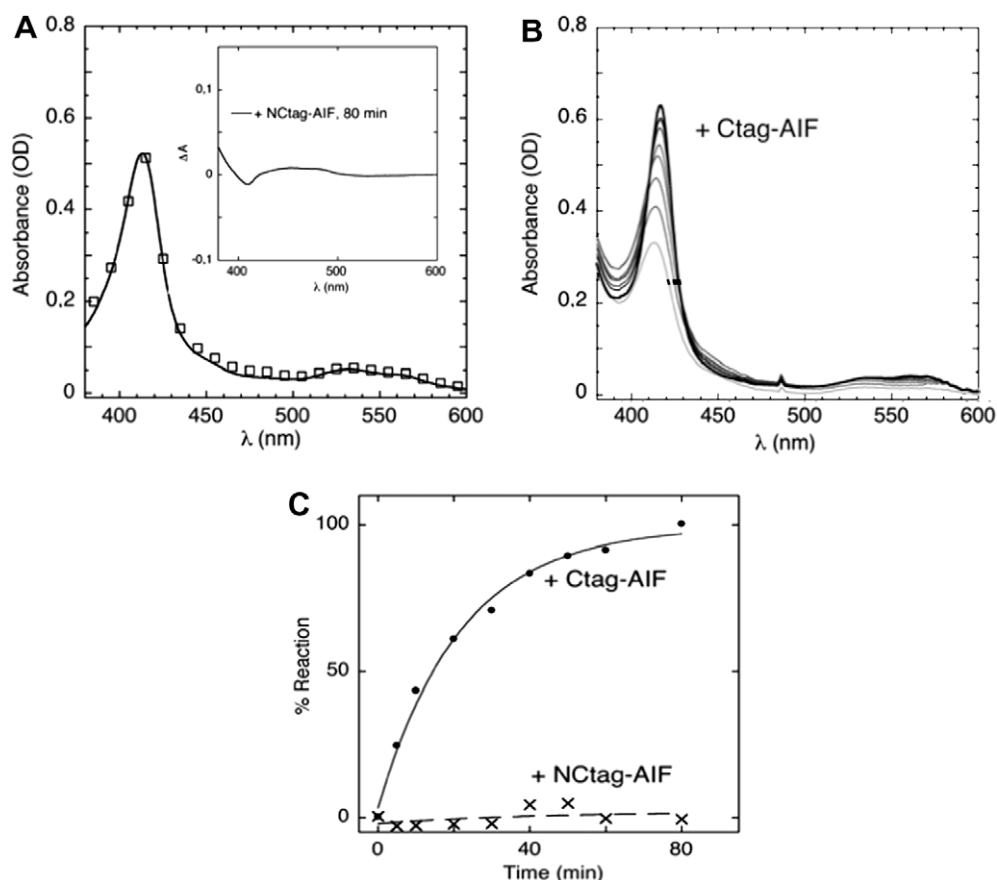 A
Absorbance (OD)
0.8
0.6
0.4
0.2
0
400
450
500
550
600
λ (nm)
ΔA
0,1
0
-0.1
+ NCtag-AIF, 80 min
400
500
600
λ (nm)
B
Absorbance (OD)
0.8
0.6
0.4
0.2
0
+ Ctag-AIF
400
450
500
550
600
λ (nm)
C
% Reaction
100
50
0
+ Ctag-AIF
+ NCtag-AIF
0
40
80
Time (min)